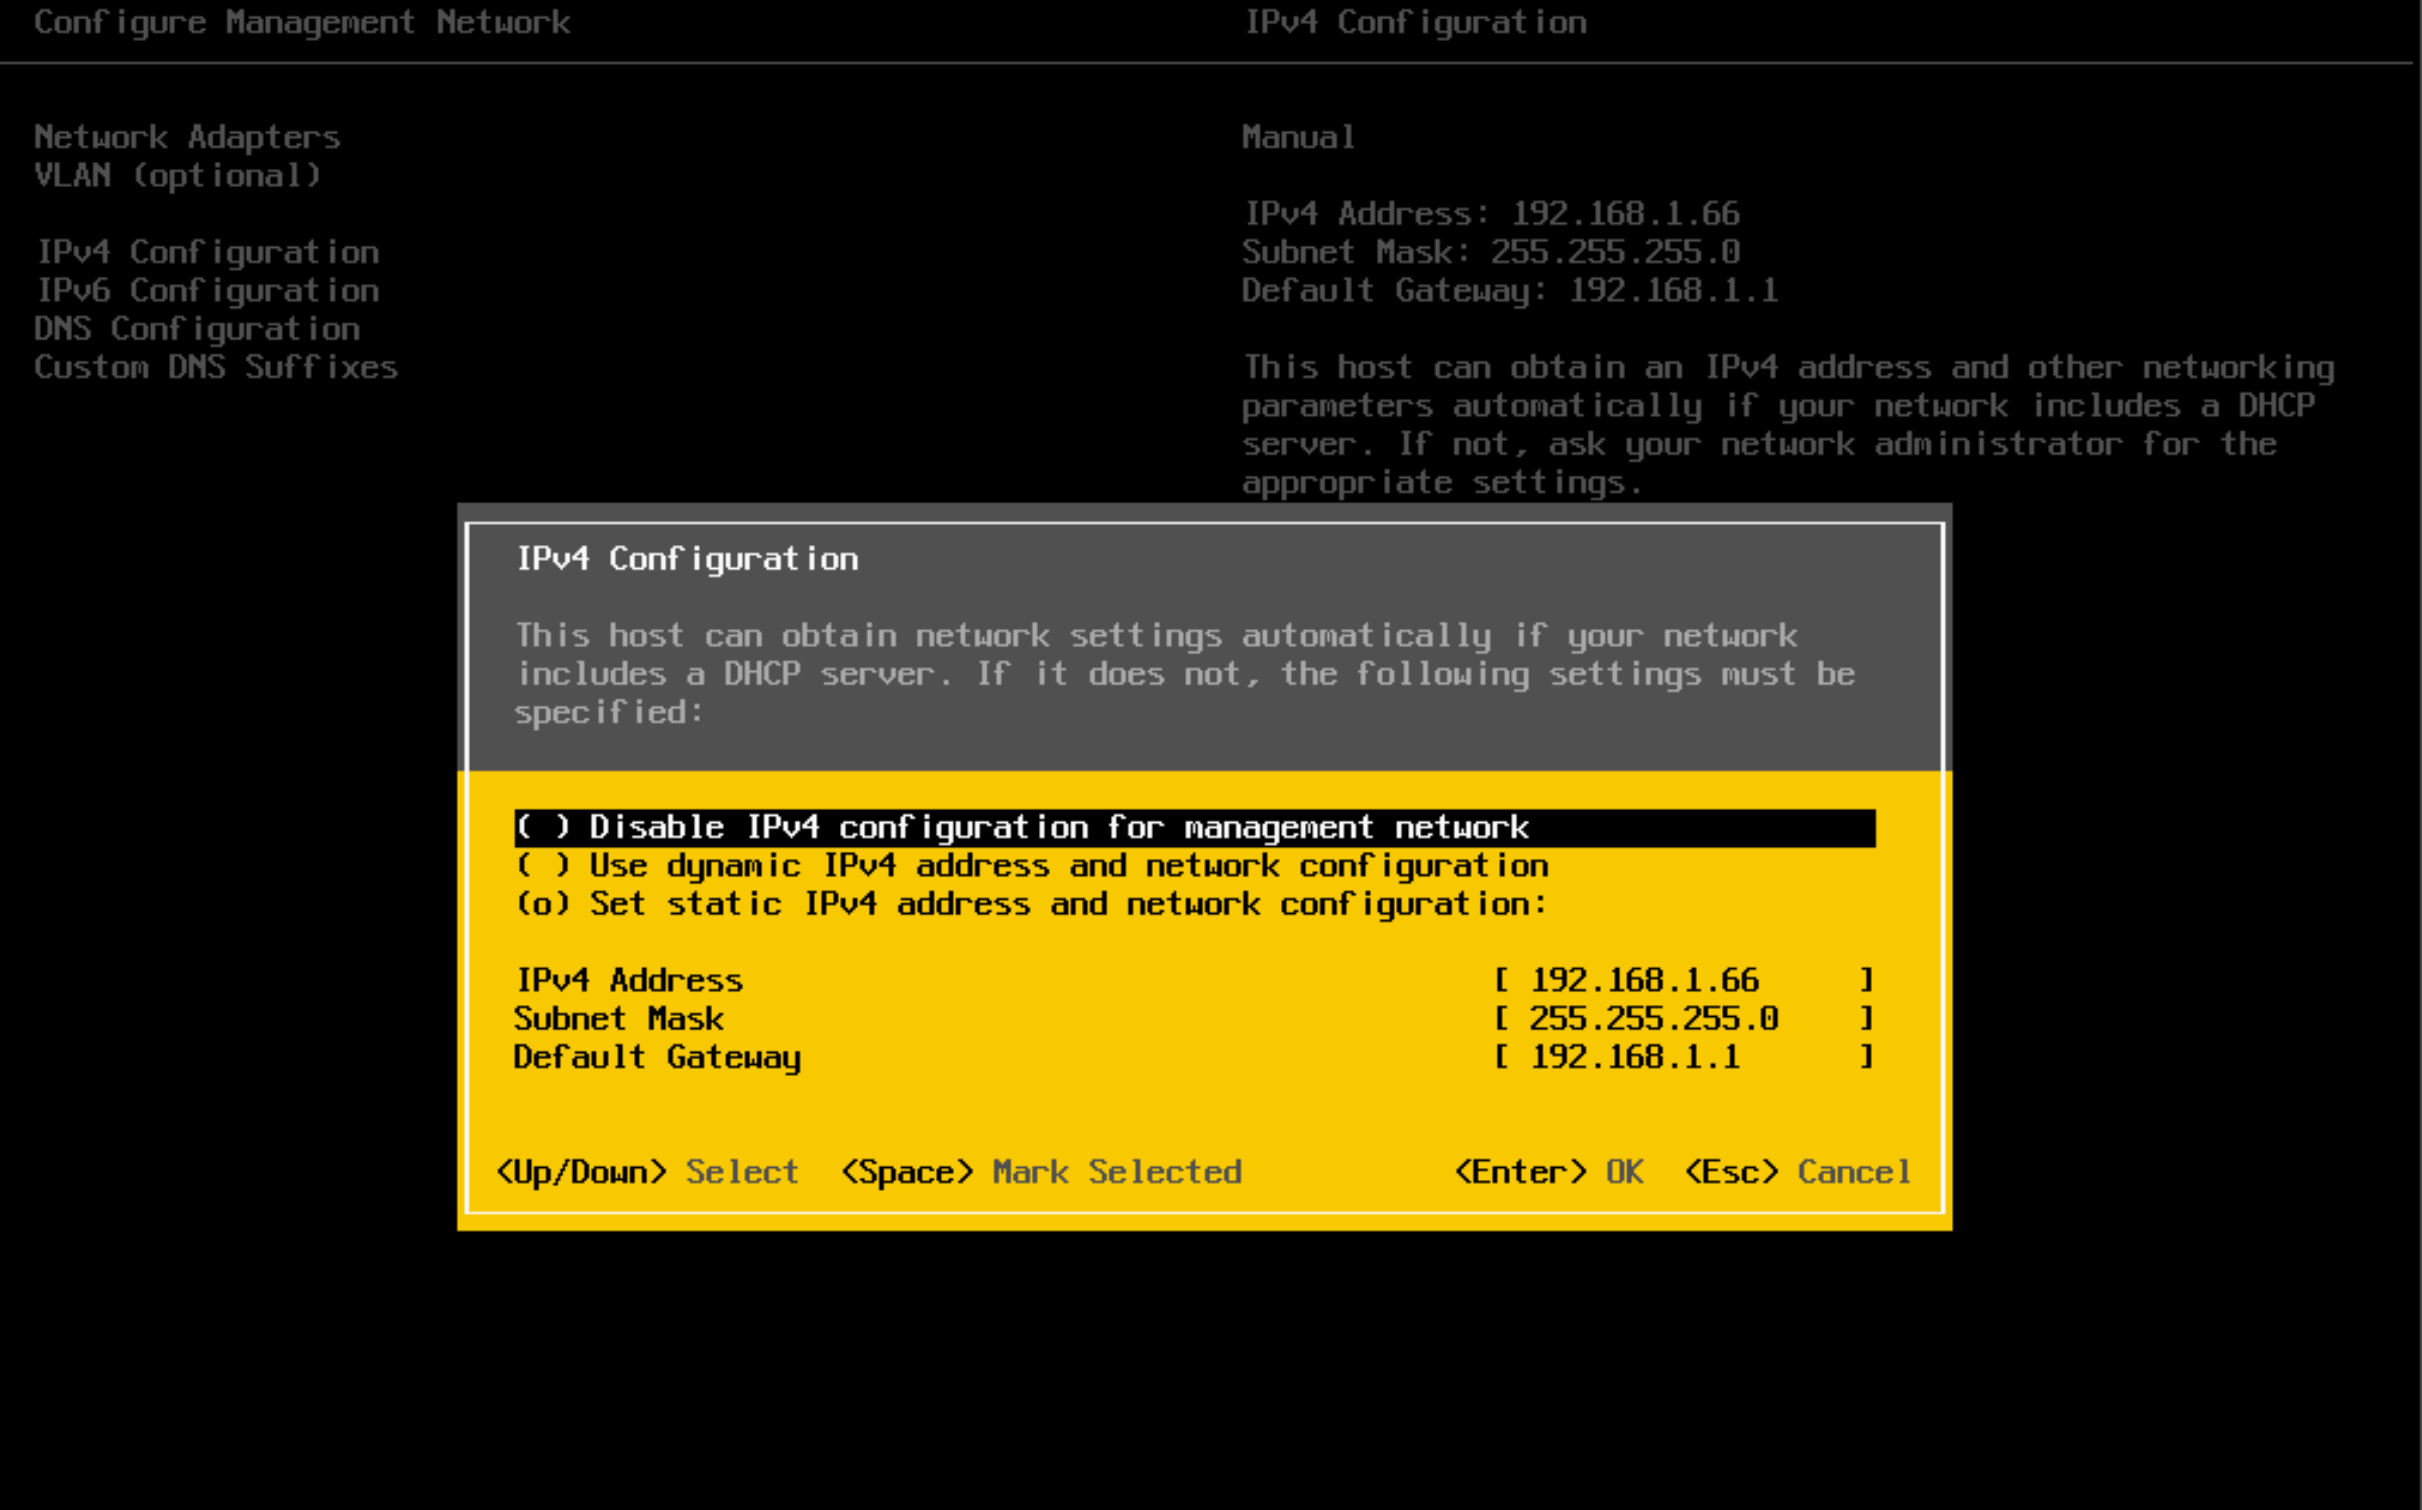 Configure Management Network
IPv4 Configuration
Network Adapters
VLAN (optional)
IPv4 Configuration
IPv6 Configuration
DNS Configuration
Custom DNS Suffixes
Manual
IPv4 Address: 192.168.1.66
Subnet Mask: 255.255.255.0
Default Gateway: 192.168.1.1
This host can obtain an IPv4 address and other networking
parameters automatically if your network includes a DHCP
server. If not, ask your network administrator for the
appropriate settings.
IPv4 Configuration
This host can obtain network settings automatically if your network
includes a DHCP server. If it does not, the following settings must be
specified:
( ) Disable IPv4 configuration for management network
( ) Use dynamic IPv4 address and network configuration
(o) Set static IPv4 address and network configuration:
IPv4 Address [ 192.168.1.66 ]
Subnet Mask [ 255.255.255.0 ]
Default Gateway [ 192.168.1.1 ]
<Up/Down> Select <Space> Mark Selected <Enter> OK <Esc> Cancel